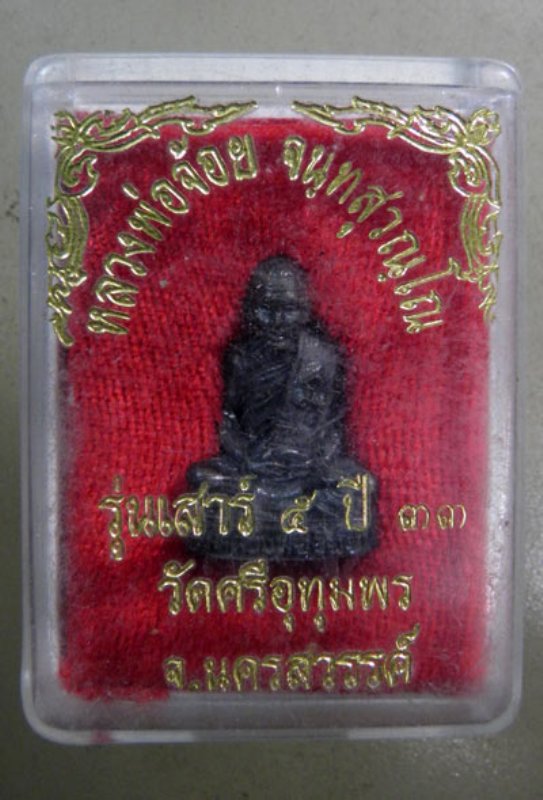 หลวงพ่อจ้อย จนฺทสุวณฺโณ
รุ่นเสาร์ ๕ ปี ๓๓
วัดศรีอุทุมพร
จ.นครสวรรค์